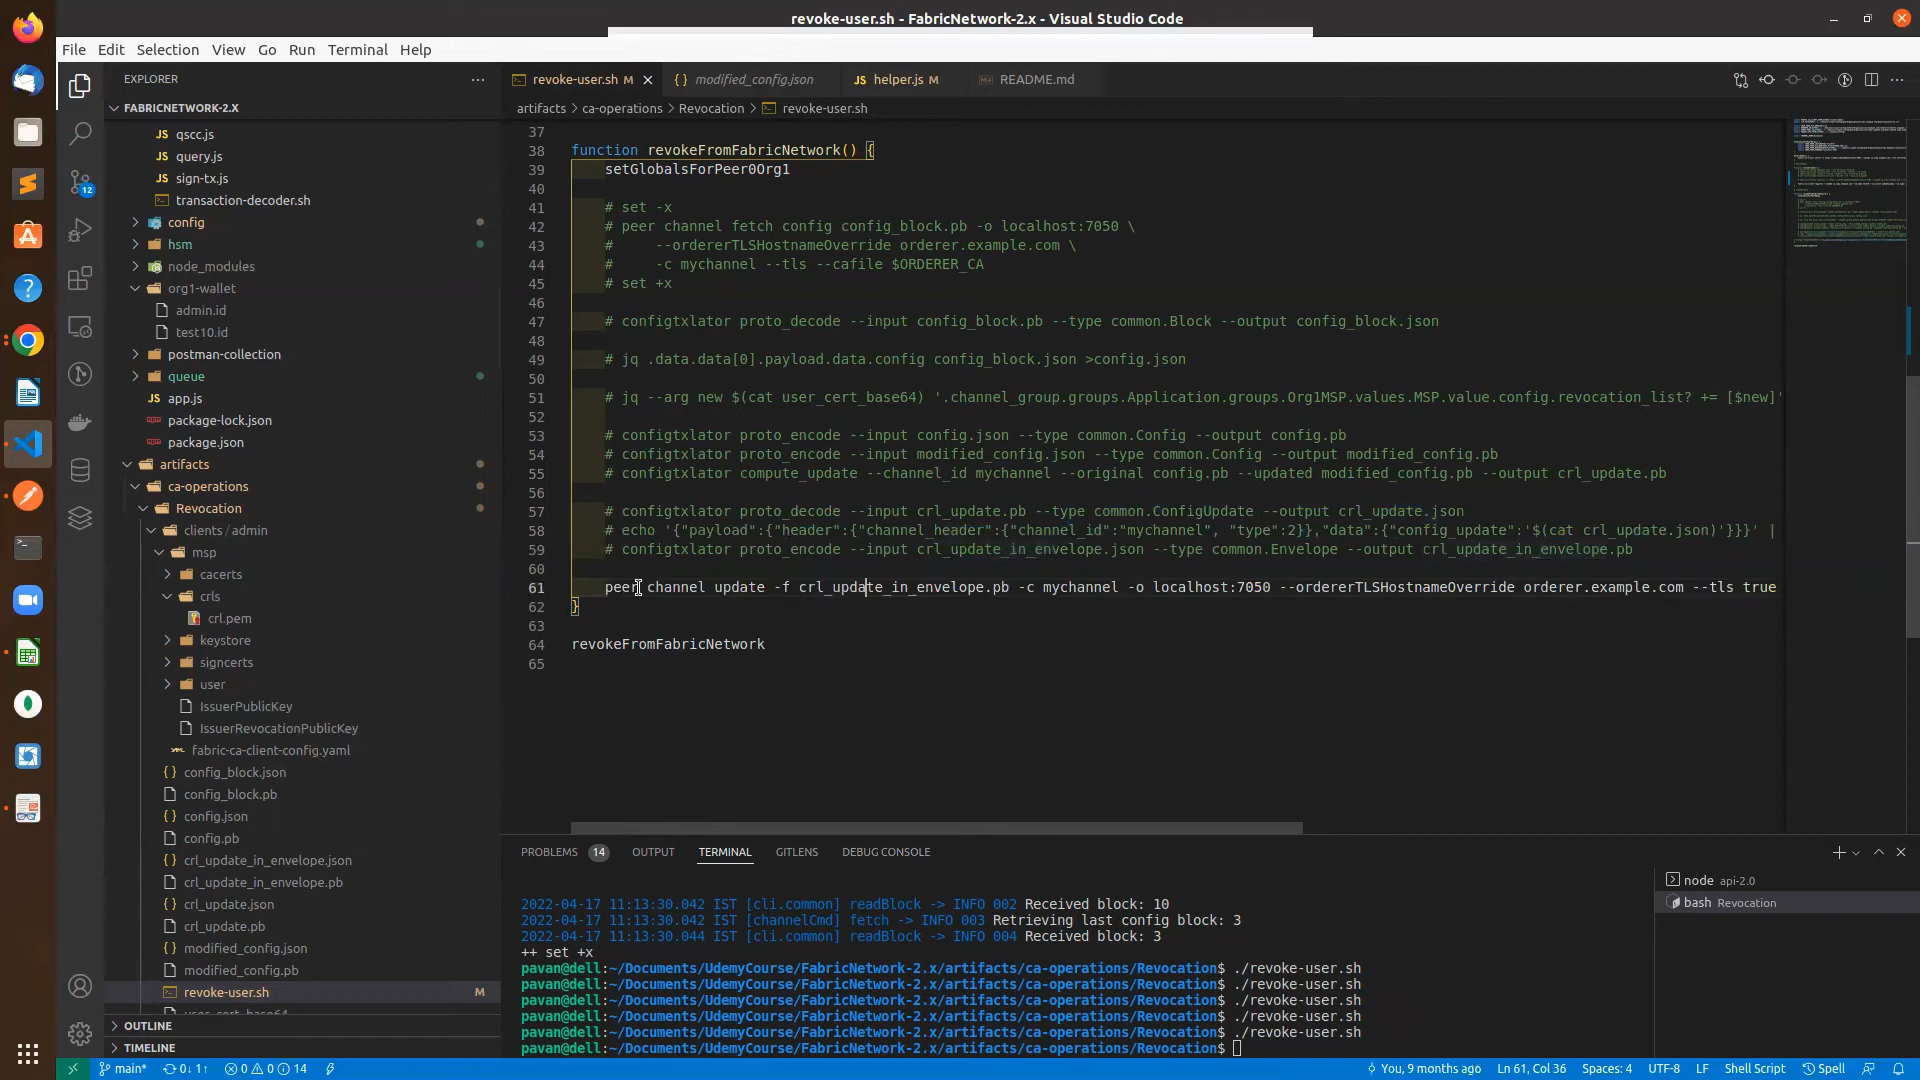 revoke-user.sh - FabricNetwork-2.x - Visual Studio Code
File Edit Selection View Go Run Terminal Help
EXPLORER
FABRICNETWORK-2.X
qscc.js
query.js
sign-tx.js
transaction-decoder.sh
config
hsm
node_modules
org1-wallet
admin.id
test10.id
postman-collection
queue
app.js
package-lock.json
package.json
artifacts
ca-operations
Revocation
clients / admin
msp
cacerts
crls
crl.pem
keystore
signcerts
user
IssuerPublicKey
IssuerRevocationPublicKey
fabric-ca-client-config.yaml
config_block.json
config_block.pb
config.json
config.pb
crl_update_in_envelope.json
crl_update_in_envelope.pb
crl_update.json
crl_update.pb
modified_config.json
modified_config.pb
revoke-user.sh M
OUTLINE
TIMELINE
12
revoke-user.sh M modified_config.json helper.js M README.md
artifacts > ca-operations > Revocation > revoke-user.sh
37
38 function revokeFromFabricNetwork() {
39 setGlobalsForPeer0Org1
40
41 # set -x
42 # peer channel fetch config config_block.pb -o localhost:7050 \
43 # --ordererTLSHostnameOverride orderer.example.com \
44 # -c mychannel --tls --cafile $ORDERER_CA
45 # set +x
46
47 # configtxlator proto_decode --input config_block.pb --type common.Block --output config_block.json
48
49 # jq .data.data[0].payload.data.config config_block.json >config.json
50
51 # jq --arg new $(cat user_cert_base64) '.channel_group.groups.Application.groups.Org1MSP.values.MSP.value.config.revocation_list? += [$new]'
52
53 # configtxlator proto_encode --input config.json --type common.Config --output config.pb
54 # configtxlator proto_encode --input modified_config.json --type common.Config --output modified_config.pb
55 # configtxlator compute_update --channel_id mychannel --original config.pb --updated modified_config.pb --output crl_update.pb
56
57 # configtxlator proto_decode --input crl_update.pb --type common.ConfigUpdate --output crl_update.json
58 # echo '{"payload":{"header":{"channel_header":{"channel_id":"mychannel", "type":2}},"data":{"config_update":'$(cat crl_update.json)'}}}' |
59 # configtxlator proto_encode --input crl_update_in_envelope.json --type common.Envelope --output crl_update_in_envelope.pb
60
61 peer channel update -f crl_update_in_envelope.pb -c mychannel -o localhost:7050 --ordererTLSHostnameOverride orderer.example.com --tls true
62 }
63
64 revokeFromFabricNetwork
65
PROBLEMS 14 OUTPUT TERMINAL GITLENS DEBUG CONSOLE
2022-04-17 11:13:30.042 IST [cli.common] readBlock -> INFO 002 Received block: 10
2022-04-17 11:13:30.042 IST [channelCmd] fetch -> INFO 003 Retrieving last config block: 3
2022-04-17 11:13:30.044 IST [cli.common] readBlock -> INFO 004 Received block: 3
++ set +x
pavan@dell:~/Documents/UdemyCourse/FabricNetwork-2.x/artifacts/ca-operations/Revocation$ ./revoke-user.sh
pavan@dell:~/Documents/UdemyCourse/FabricNetwork-2.x/artifacts/ca-operations/Revocation$ ./revoke-user.sh
pavan@dell:~/Documents/UdemyCourse/FabricNetwork-2.x/artifacts/ca-operations/Revocation$ ./revoke-user.sh
pavan@dell:~/Documents/UdemyCourse/FabricNetwork-2.x/artifacts/ca-operations/Revocation$ ./revoke-user.sh
pavan@dell:~/Documents/UdemyCourse/FabricNetwork-2.x/artifacts/ca-operations/Revocation$ ./revoke-user.sh
pavan@dell:~/Documents/UdemyCourse/FabricNetwork-2.x/artifacts/ca-operations/Revocation$
node api-2.0
bash Revocation
main* 0↓ 1↑ 0 0 14 You, 9 months ago Ln 61, Col 36 Spaces: 4 UTF-8 LF Shell Script Spell